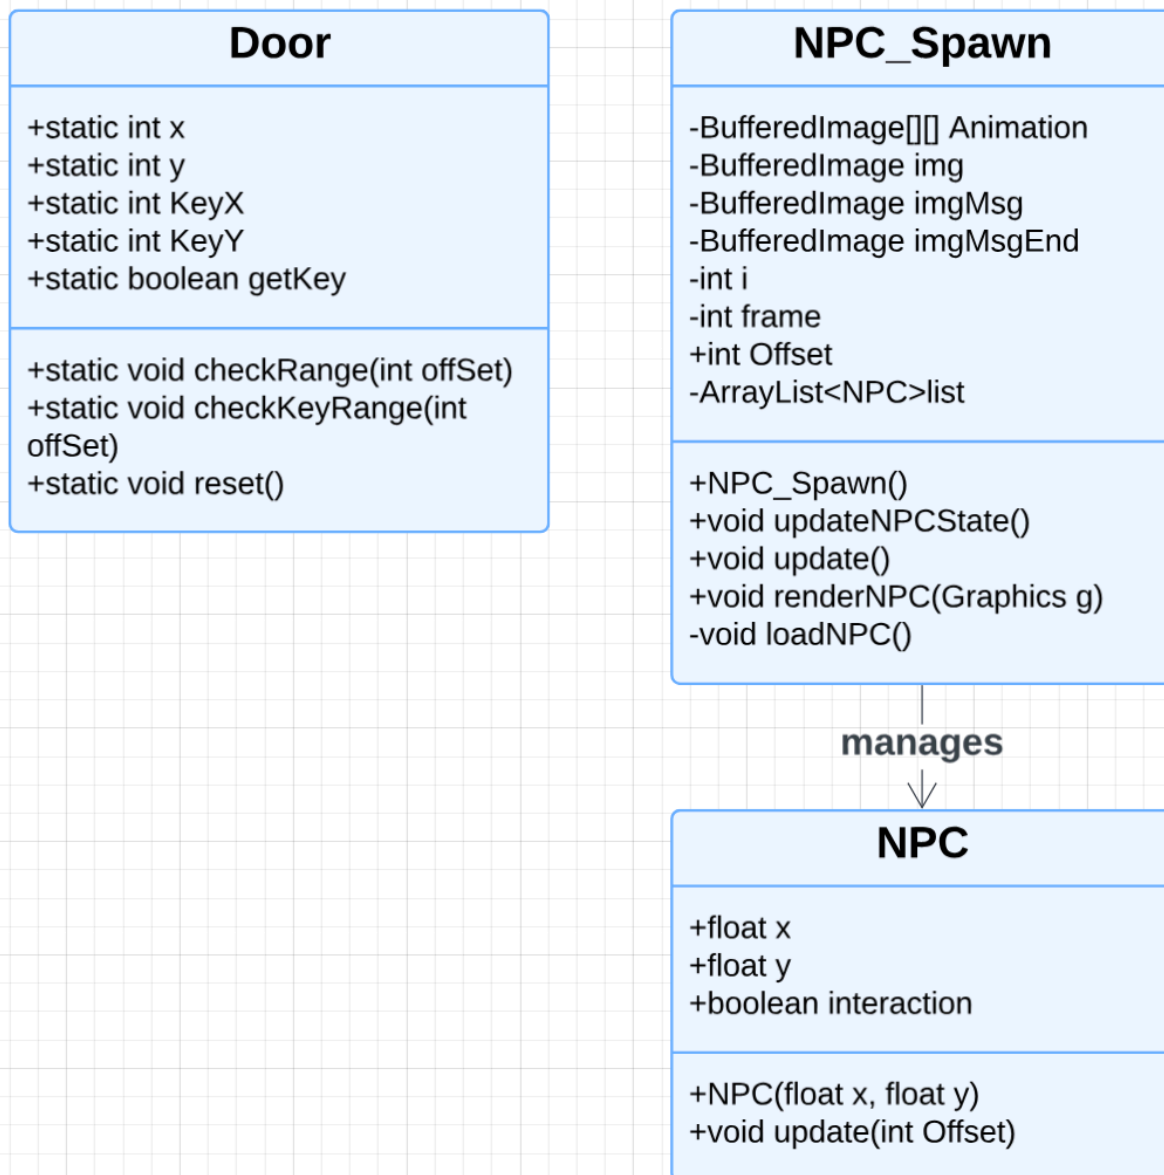 Door
+static int x
+static int y
+static int KeyX
+static int KeyY
+static boolean getKey
+static void checkRange(int offSet)
+static void checkKeyRange(int
offSet)
+static void reset()
NPC_Spawn
-BufferedImage[][] Animation
-BufferedImage img
-BufferedImage imgMsg
-BufferedImage imgMsgEnd
-int i
-int frame
+int Offset
-ArrayList<NPC>list
+NPC_Spawn()
+void updateNPCState()
+void update()
+void renderNPC(Graphics g)
-void loadNPC()
manages
NPC
+float x
+float y
+boolean interaction
+NPC(float x, float y)
+void update(int Offset)